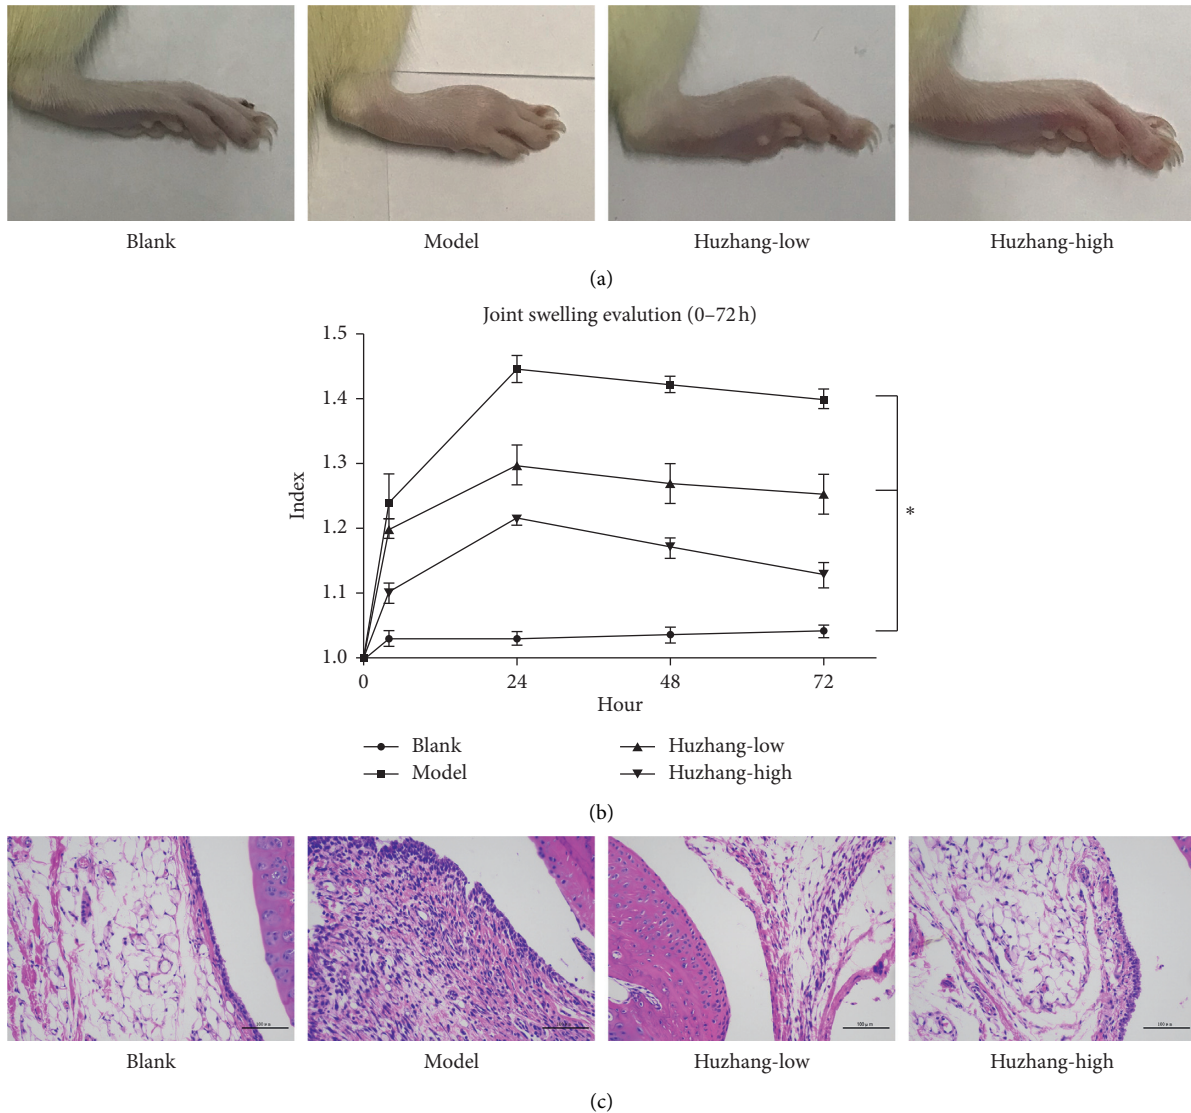 Blank
Model
Huzhang-low
Huzhang-high
(a)
Joint swelling evalution (0–72 h)
1.5
1.4
1.3
1.2
1.1
1.0
Index
0
24
48
72
Hour
*
Blank
Model
Huzhang-low
Huzhang-high
(b)
100 μm
Blank
Model
Huzhang-low
Huzhang-high
(c)